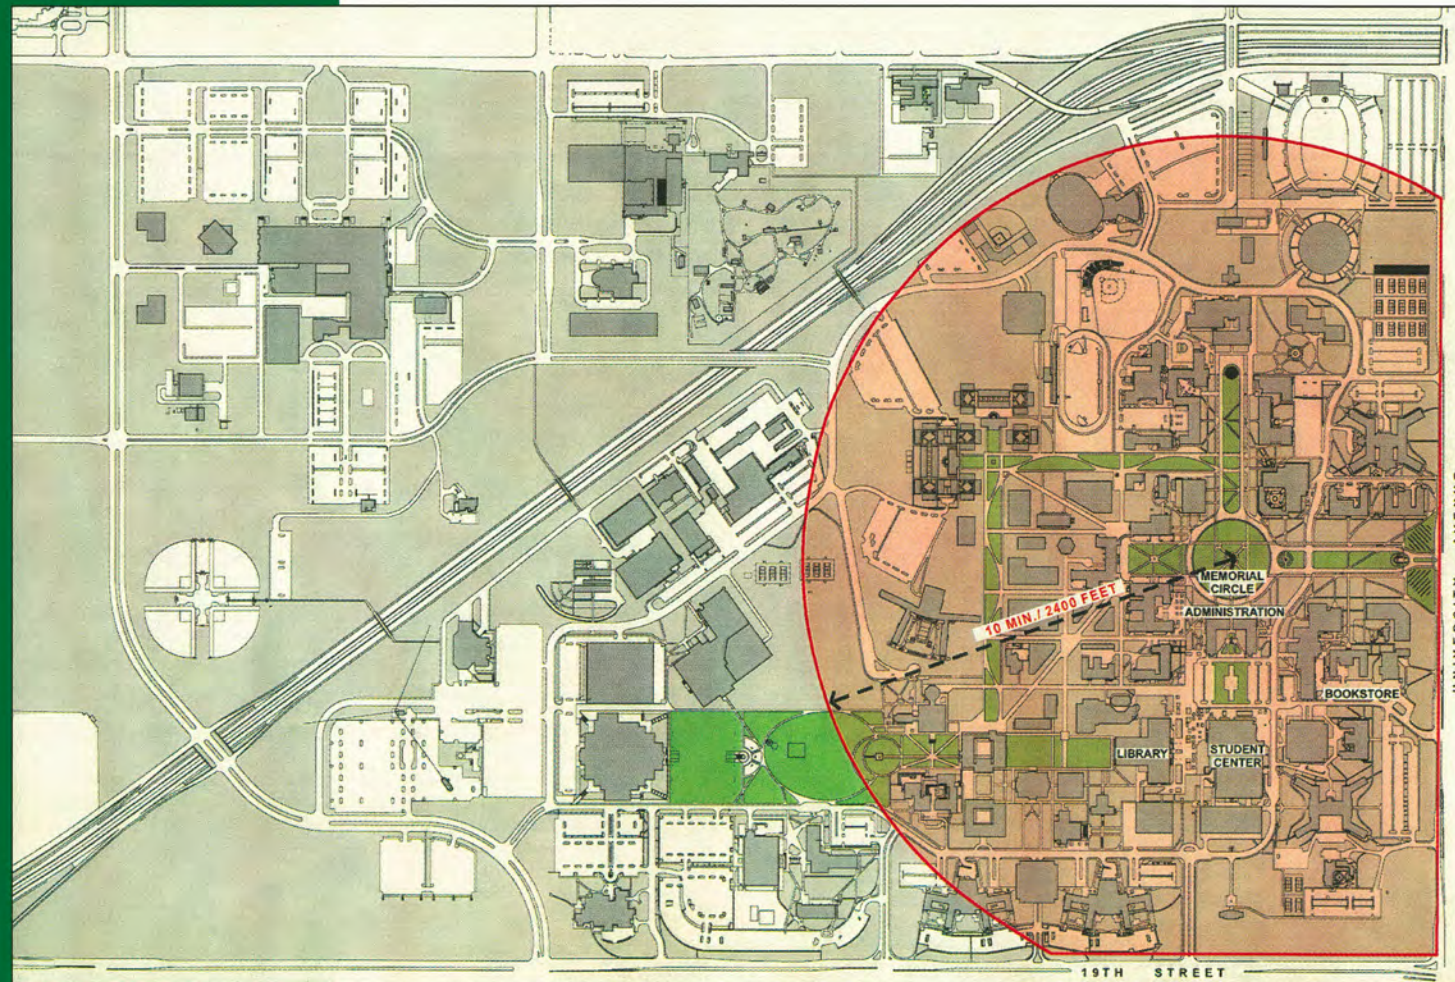 MEMORIAL
CIRCLE
10 MIN./ 2400 FEET
ADMINISTRATION
BOOKSTORE
LIBRARY
STUDENT
CENTER
19TH STREET